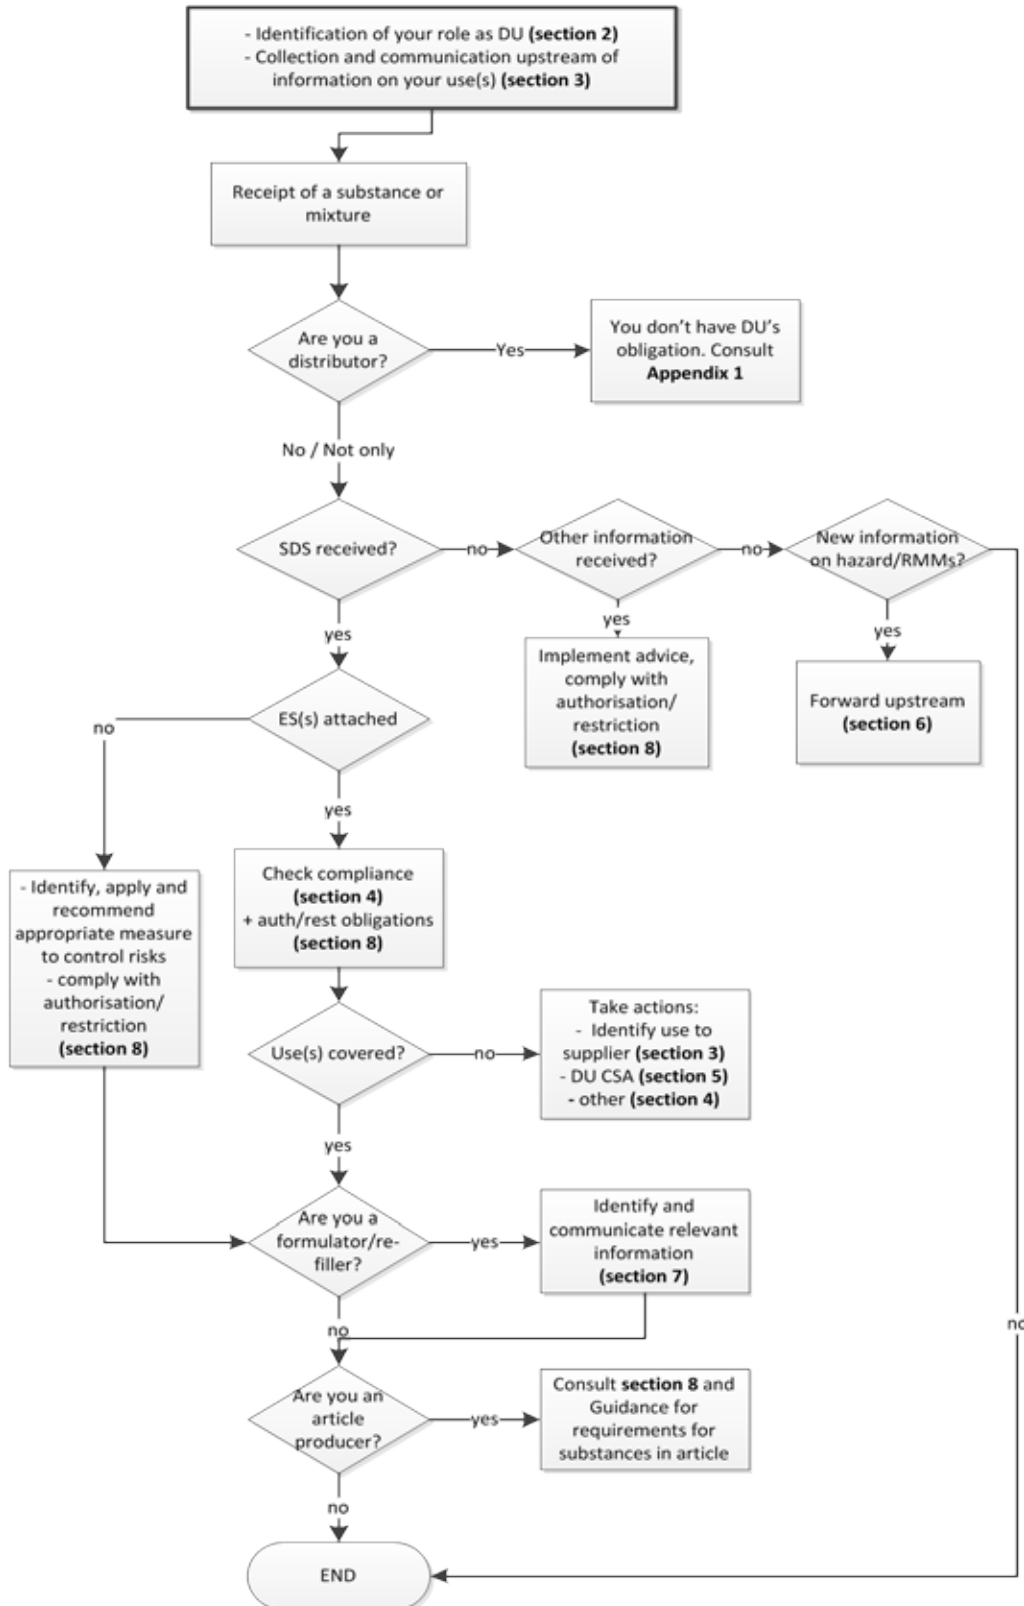 - Identification of your role as DU (section 2)
- Collection and communication upstream of
information on your use(s) (section 3)
Receipt of a substance or
mixture
Are you a
distributor?
Yes
You don't have DU's
obligation. Consult
Appendix 1
No / Not only
SDS received?
no
Other information
received?
no
New information
on hazard/RMMs?
yes
yes
yes
Implement advice,
comply with
authorisation/
restriction
(section 8)
Forward upstream
(section 6)
ES(s) attached
no
yes
- Identify, apply and
recommend
appropriate measure
to control risks
- comply with
authorisation/
restriction
(section 8)
Check compliance
(section 4)
+ auth/rest obligations
(section 8)
Use(s) covered?
no
Take actions:
- Identify use to
supplier (section 3)
- DU CSA (section 5)
- other (section 4)
yes
Are you a
formulator/re-
filler?
yes
Identify and
communicate relevant
information
(section 7)
no
no
Are you an
article
producer?
yes
Consult section 8 and
Guidance for
requirements for
substances in article
no
END